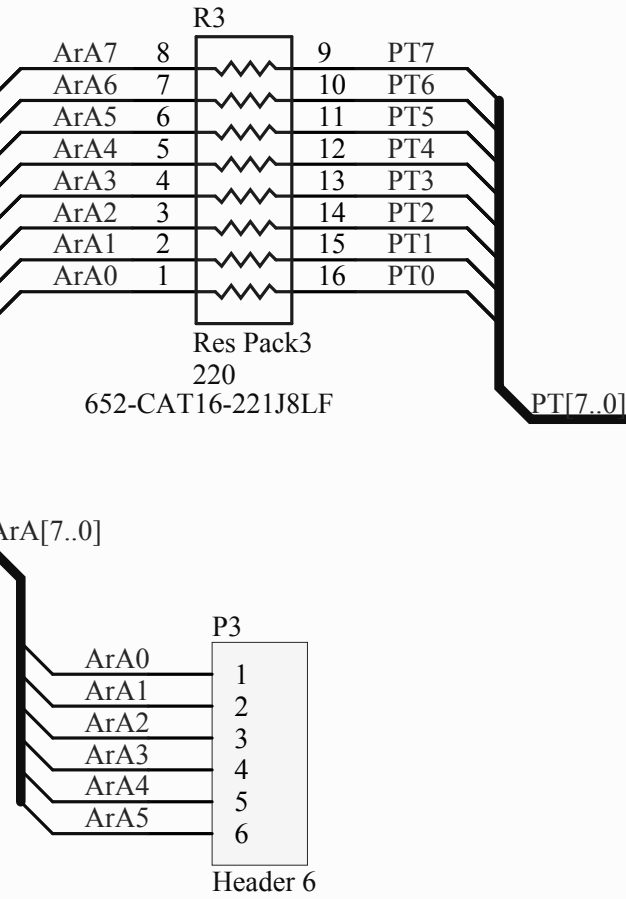 R3
ArA7 8 9 PT7
ArA6 7 10 PT6
ArA5 6 11 PT5
ArA4 5 12 PT4
ArA3 4 13 PT3
ArA2 3 14 PT2
ArA1 2 15 PT1
ArA0 1 16 PT0
Res Pack3
220
652-CAT16-221J8LF
PT[7..0]
ArA[7..0]
P3
ArA0 1
ArA1 2
ArA2 3
ArA3 4
ArA4 5
ArA5 6
Header 6